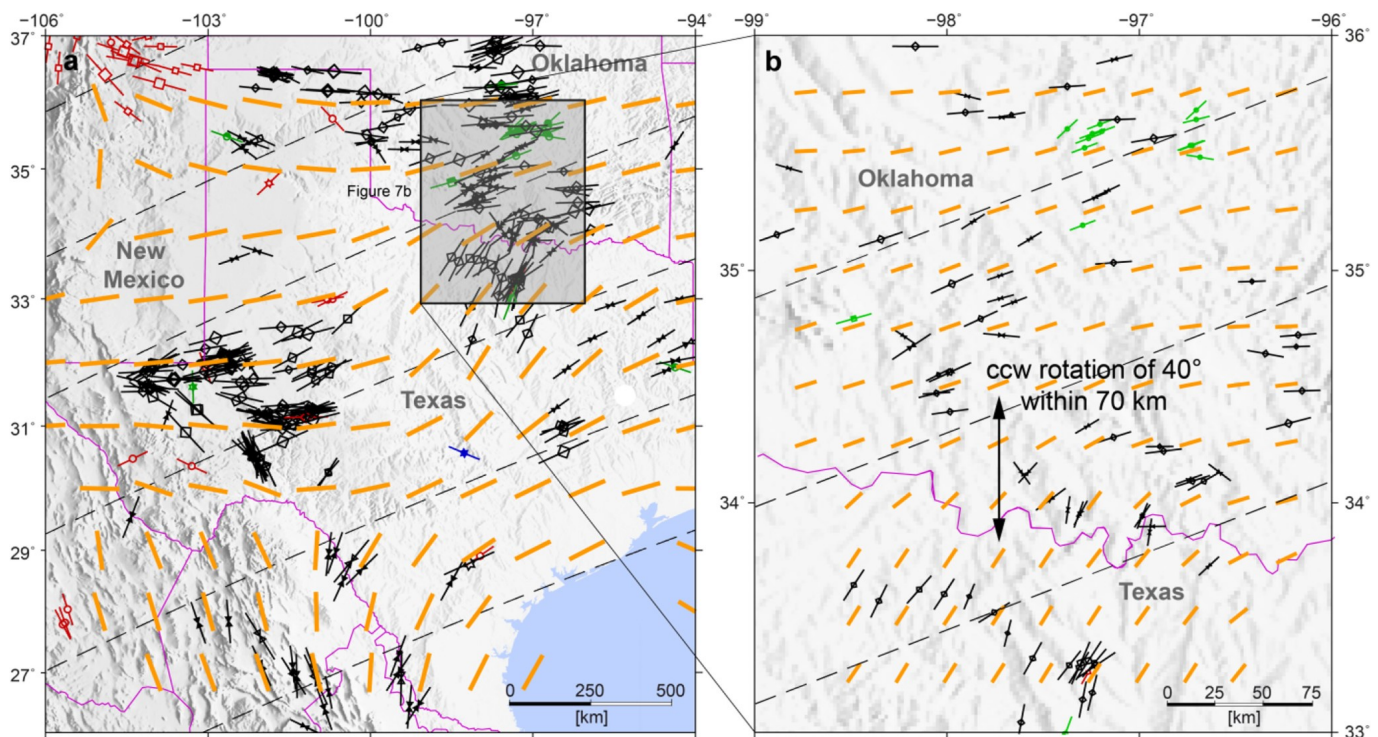 −106 −103 −100 −97 −94 −99 −98 −97 −96
37°
36°
a
Oklahoma
b
35°
Figure 7b
Oklahoma
New
Mexico
35°
33°
Texas
ccw rotation of 40°
within 70 km
31°
34°
29°
Texas
27°
0 250 500
[km]
0 25 50 75
[km]
33°